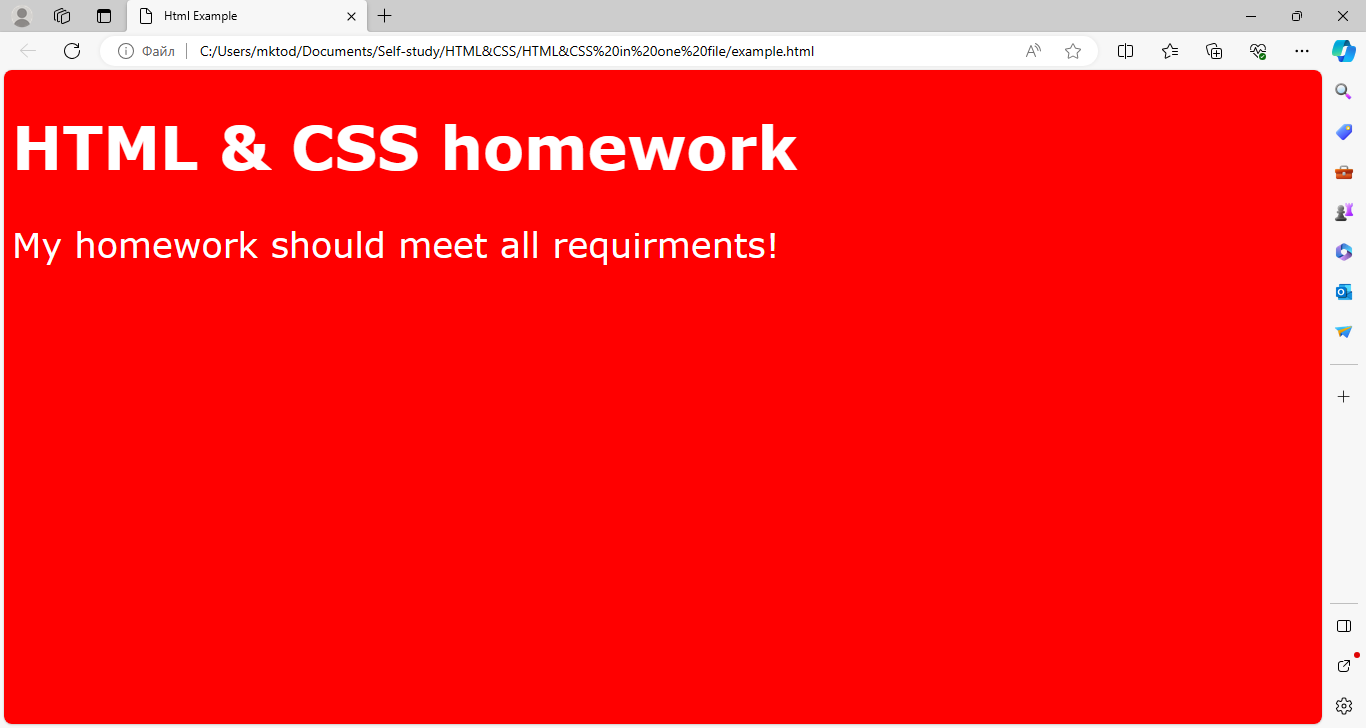 Html Example
Файл
C:/Users/mktod/Documents/Self-study/HTML&CSS/HTML&CSS%20in%20one%20file/example.html
HTML & CSS homework
My homework should meet all requirments!